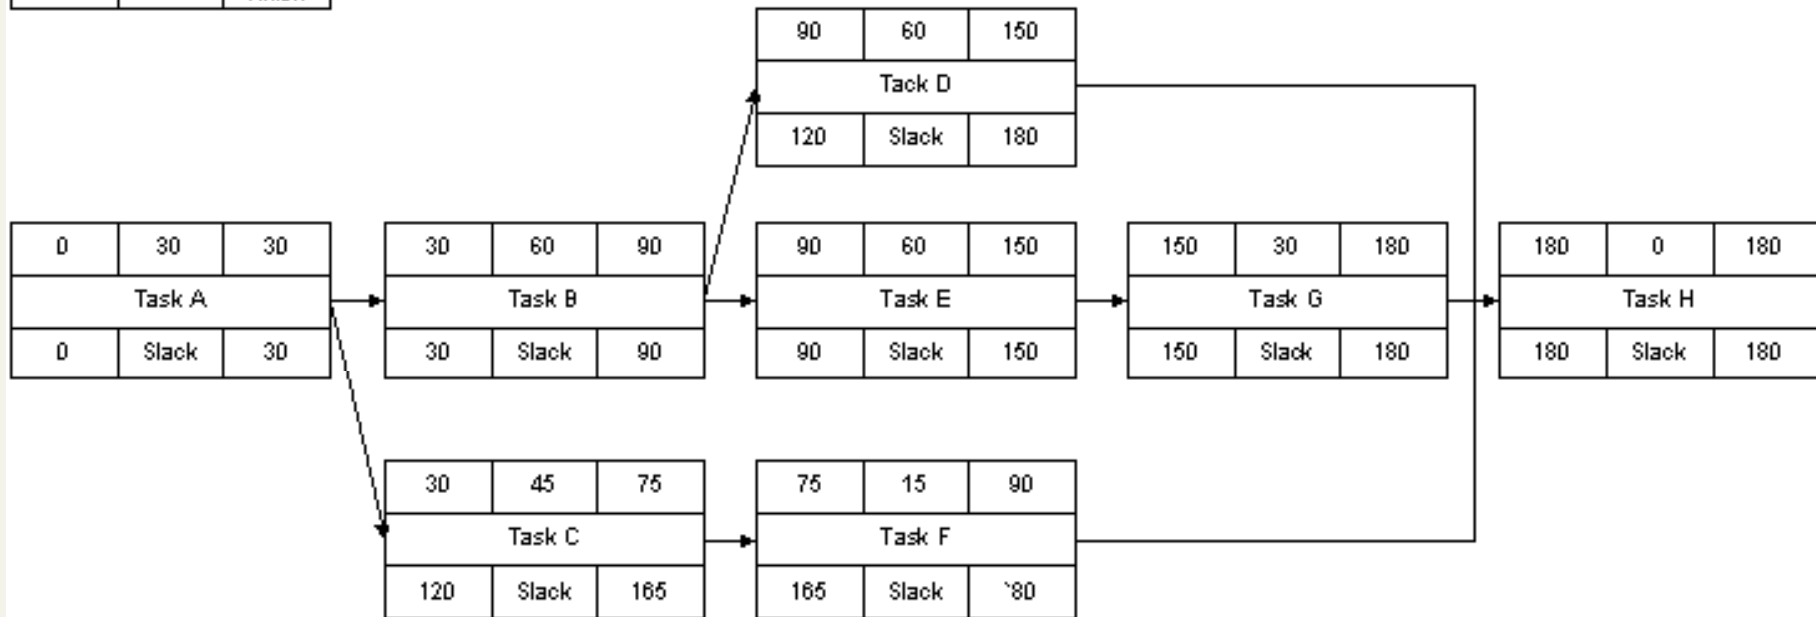 90 60 150
Tack D
120 Slack 180
0 30 30
Task A
0 Slack 30
30 60 90
Task B
30 Slack 90
90 60 150
Task E
90 Slack 150
150 30 180
Task G
150 Slack 180
180 0 180
Task H
180 Slack 180
30 45 75
Task C
120 Slack 165
75 15 90
Task F
165 Slack `80